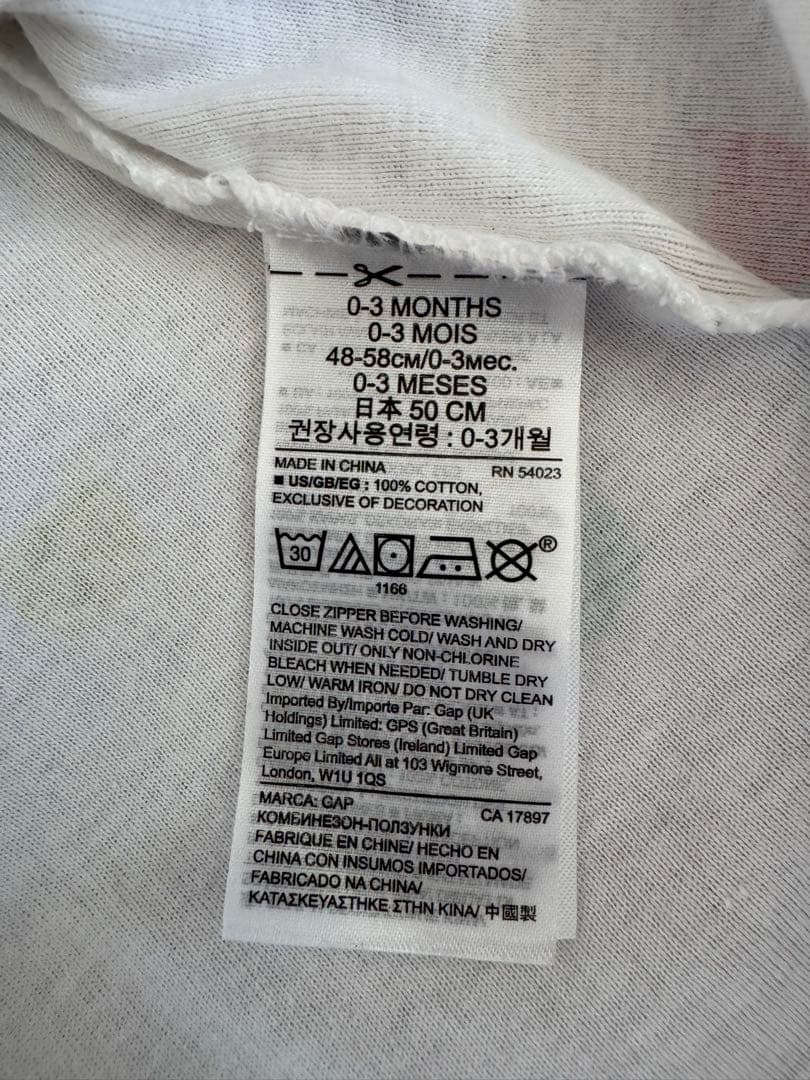 0-3 MONTHS
0-3 MOIS
48-58см/0-3мес.
0-3 MESES
日本 50 CM
권장사용연령 : 0-3개월
MADE IN CHINA RN 54023
■ US/GB/EG : 100% COTTON,
EXCLUSIVE OF DECORATION
30 ®
1166
CLOSE ZIPPER BEFORE WASHING/
MACHINE WASH COLD/ WASH AND DRY
INSIDE OUT/ ONLY NON-CHLORINE
BLEACH WHEN NEEDED/ TUMBLE DRY
LOW/ WARM IRON/ DO NOT DRY CLEAN
Imported By/Importe Par: Gap (UK
Holdings) Limited: GPS (Great Britain)
Limited Gap Stores (Ireland) Limited Gap
Europe Limited All at 103 Wigmore Street,
London, W1U 1QS
MARCA: GAP CA 17897
КОМБИНЕЗОН-ПОЛЗУНКИ
FABRIQUE EN CHINE/ HECHO EN
CHINA CON INSUMOS IMPORTADOS/
FABRICADO NA CHINA/
ΚΑΤΑΣΚΕΥΑΣΤΗΚΕ ΣΤΗΝ ΚΙΝΑ/ 中國製